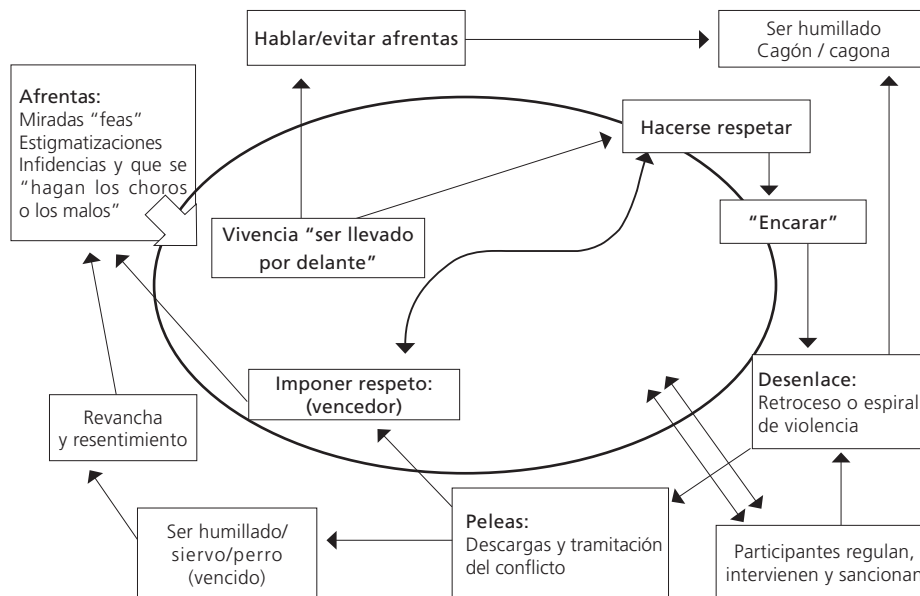 Hablar/evitar afrentas
Ser humillado
Cagón / cagona
Afrentas:
Miradas “feas”
Estigmatizaciones
Infidencias y que se
“hagan los choros
o los malos”
Hacerse respetar
Vivencia “ser llevado
por delante”
“Encarar”
Imponer respeto:
(vencedor)
Desenlace:
Retroceso o espiral
de violencia
Revancha
y resentimiento
Ser humillado/
siervo/perro
(vencido)
Peleas:
Descargas y tramitación
del conflicto
Participantes regulan,
intervienen y sancionan